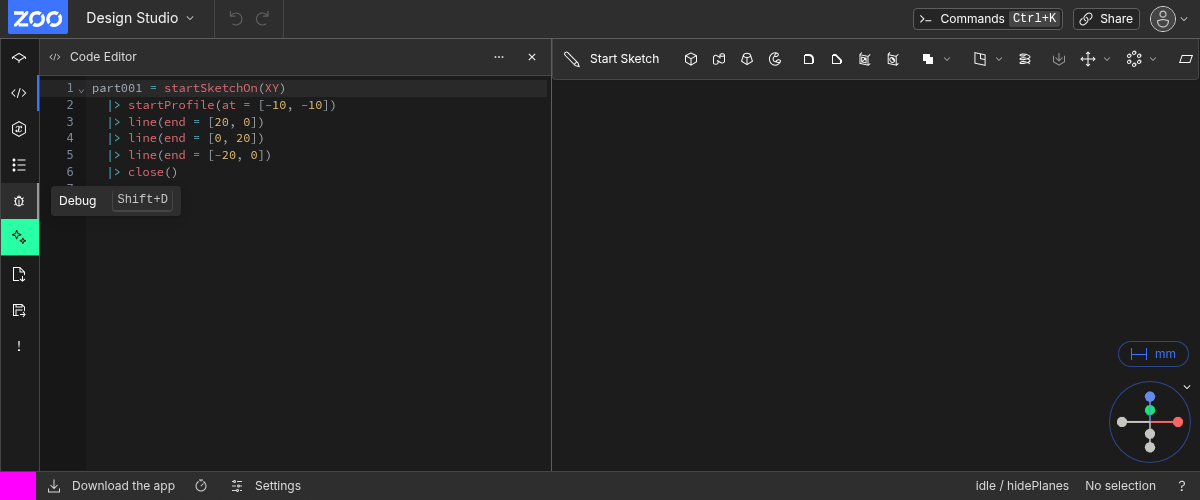 ZOO Design Studio Commands Ctrl+K Share
Code Editor Start Sketch
1 part001 = startSketchOn(XY)
2 |> startProfile(at = [-10, -10])
3 |> line(end = [20, 0])
4 |> line(end = [0, 20])
5 |> line(end = [-20, 0])
6 |> close()
Debug Shift+D
!
mm
Download the app Settings idle / hidePlanes No selection ?